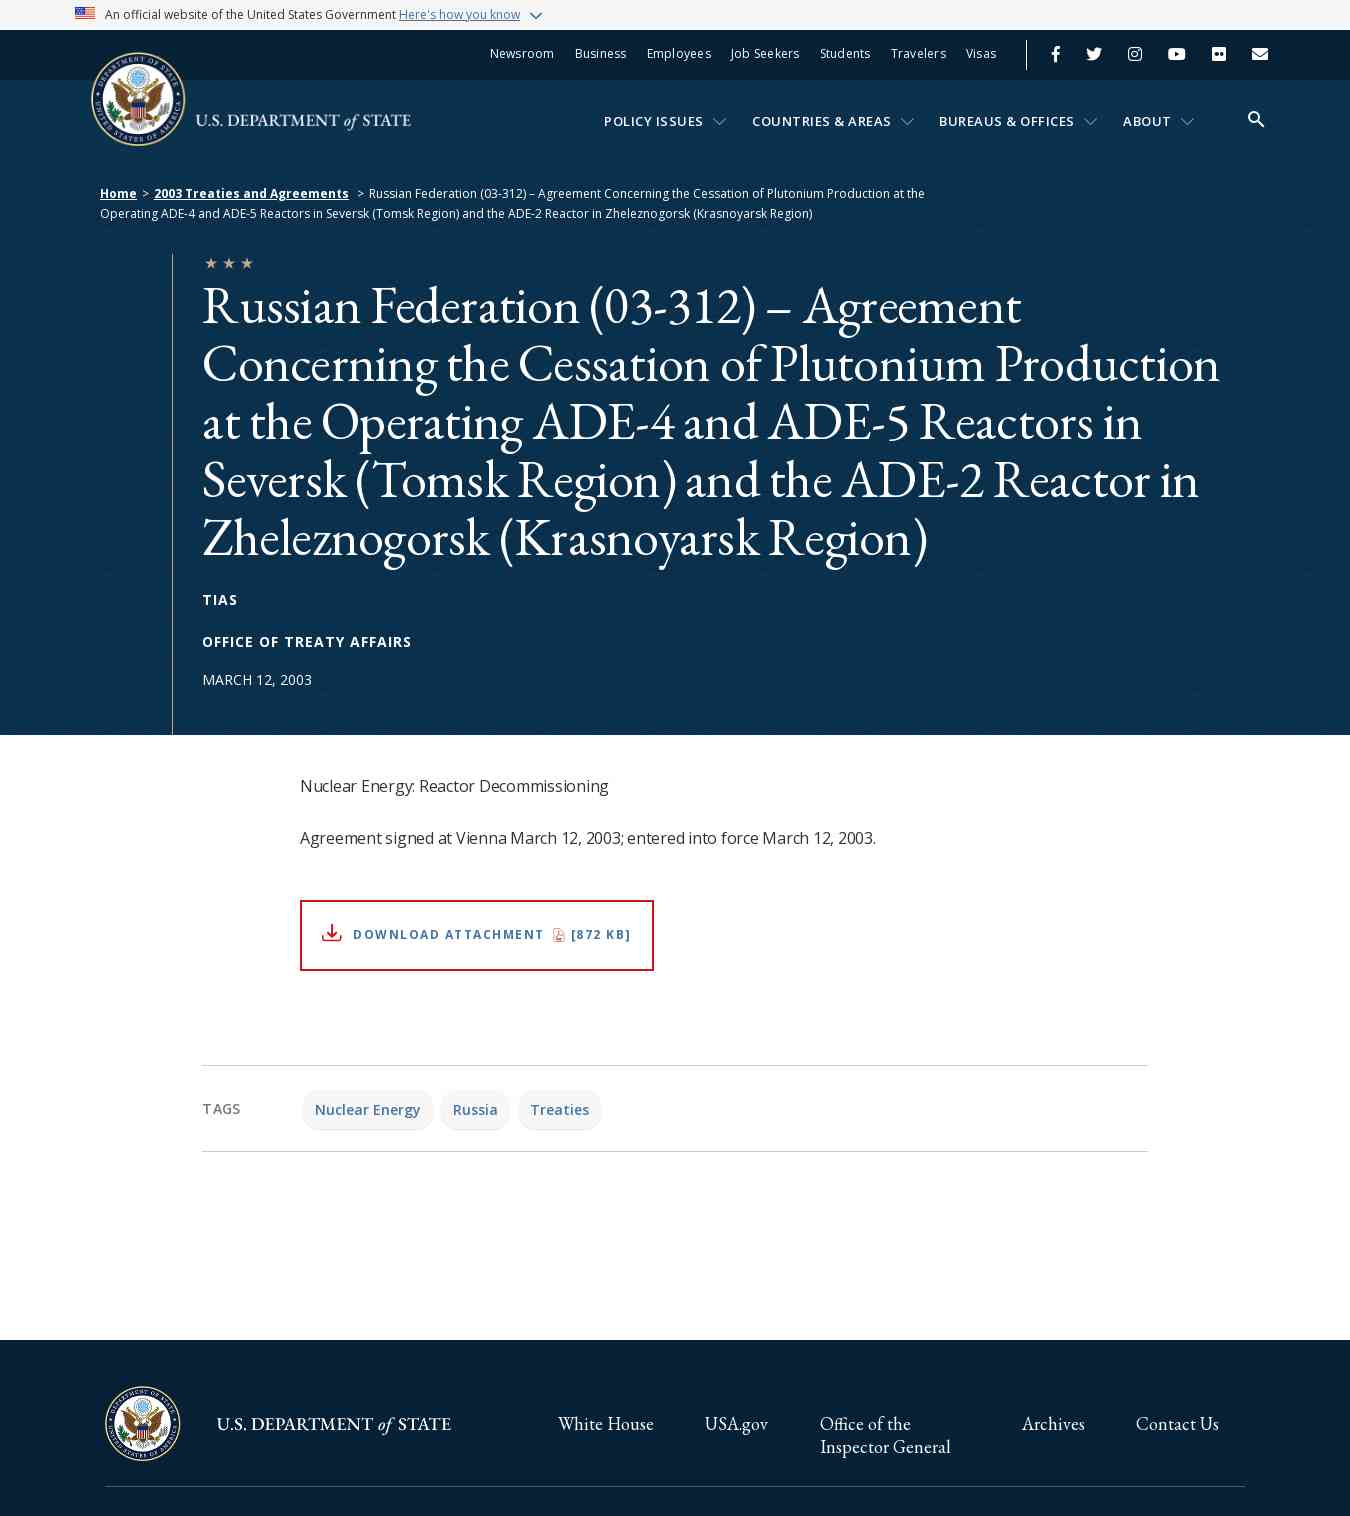 An official website of the United States Government Here's how you know
Newsroom Business Employees Job Seekers Students Travelers Visas
U.S. DEPARTMENT of STATE
POLICY ISSUES COUNTRIES & AREAS BUREAUS & OFFICES ABOUT
Home > 2003 Treaties and Agreements > Russian Federation (03-312) – Agreement Concerning the Cessation of Plutonium Production at the
Operating ADE-4 and ADE-5 Reactors in Seversk (Tomsk Region) and the ADE-2 Reactor in Zheleznogorsk (Krasnoyarsk Region)
Russian Federation (03-312) – Agreement
Concerning the Cessation of Plutonium Production
at the Operating ADE-4 and ADE-5 Reactors in
Seversk (Tomsk Region) and the ADE-2 Reactor in
Zheleznogorsk (Krasnoyarsk Region)
TIAS
OFFICE OF TREATY AFFAIRS
MARCH 12, 2003
Nuclear Energy: Reactor Decommissioning
Agreement signed at Vienna March 12, 2003; entered into force March 12, 2003.
DOWNLOAD ATTACHMENT [872 KB]
TAGS Nuclear Energy Russia Treaties
DEPARTMENT OF STATE
UNITED STATES OF AMERICA
U.S. DEPARTMENT of STATE
White House USA.gov Office of the Archives Contact Us
Inspector General